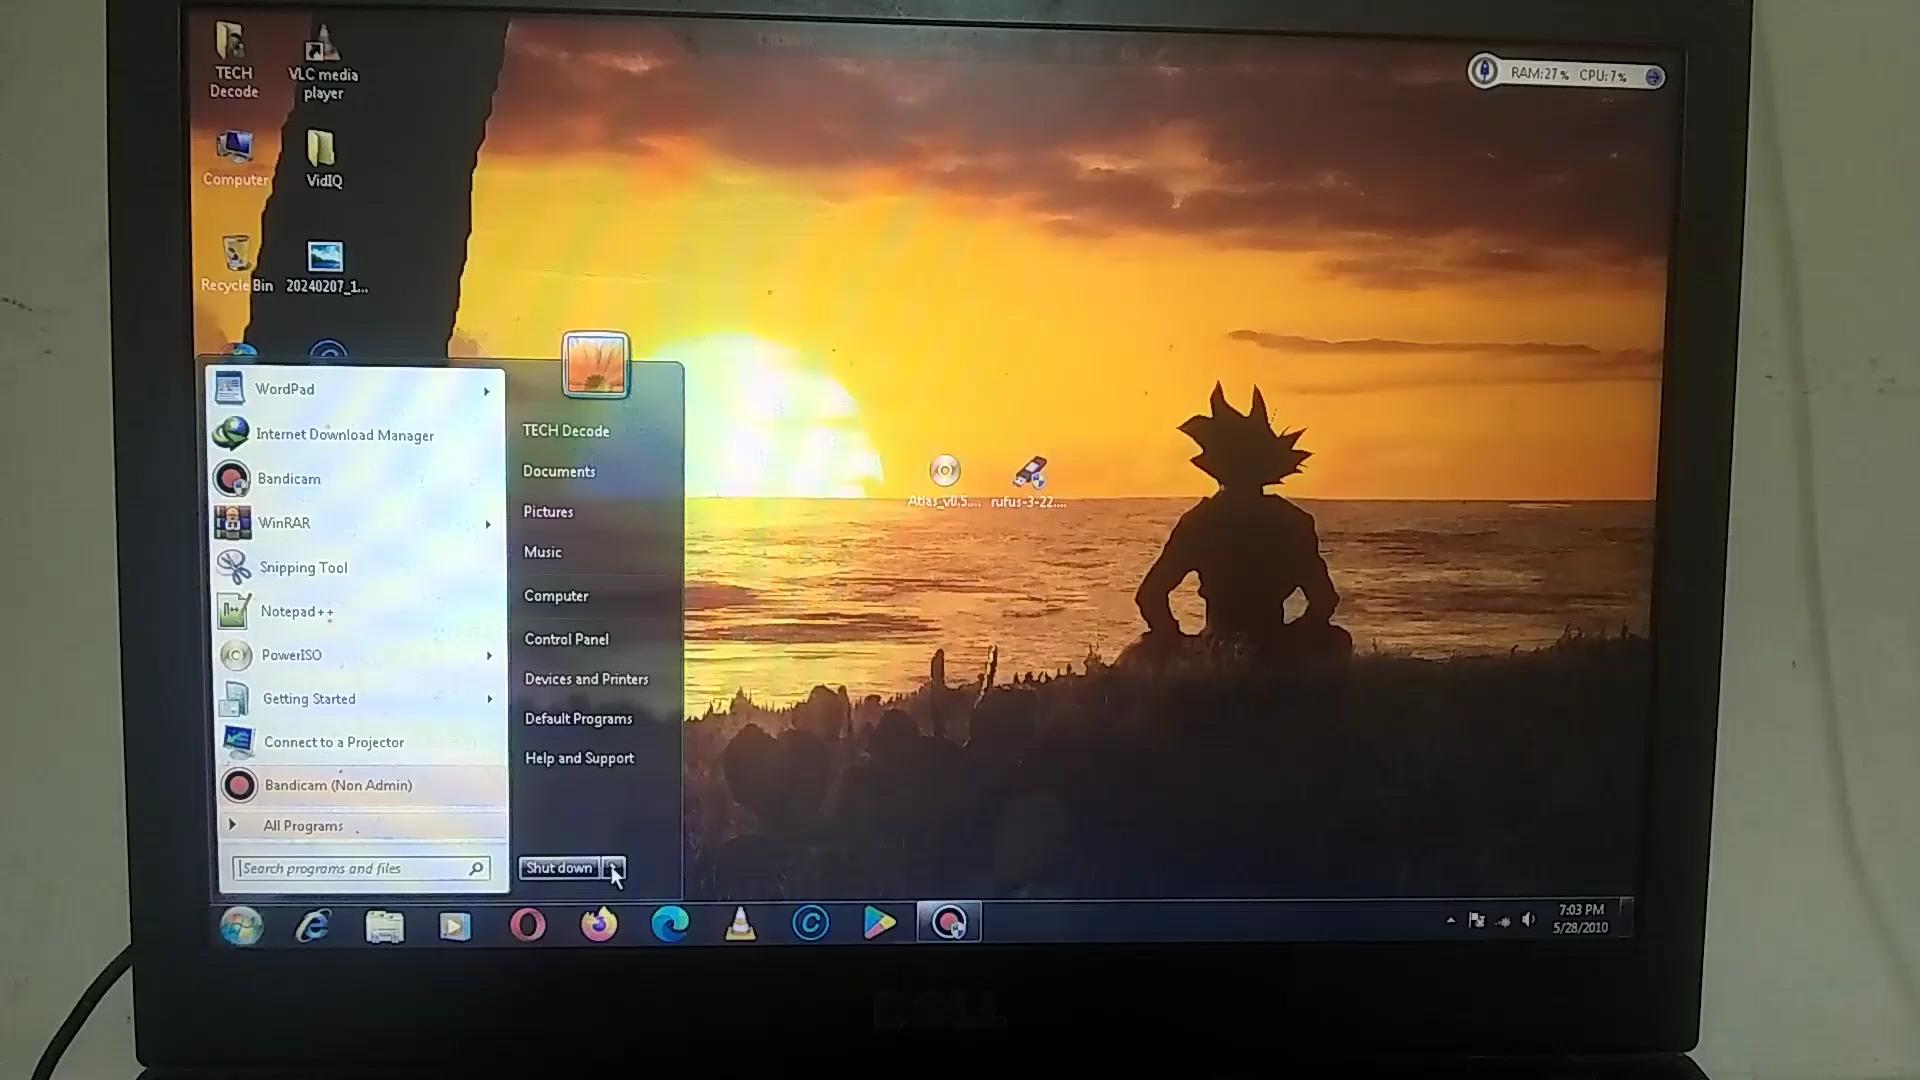 TECH
Decode
VLC media
player
RAM:27% CPU:7%
Computer
VidIQ
Recycle Bin
20240207_1...
WordPad
Internet Download Manager
Bandicam
WinRAR
Snipping Tool
Notepad++
PowerISO
Getting Started
Connect to a Projector
Bandicam (Non Admin)
All Programs
Search programs and files
TECH Decode
Documents
Pictures
Music
Computer
Control Panel
Devices and Printers
Default Programs
Help and Support
Shut down
Atlas_v0.5....
rufus-3-22....
7:03 PM
5/28/2010
DELL